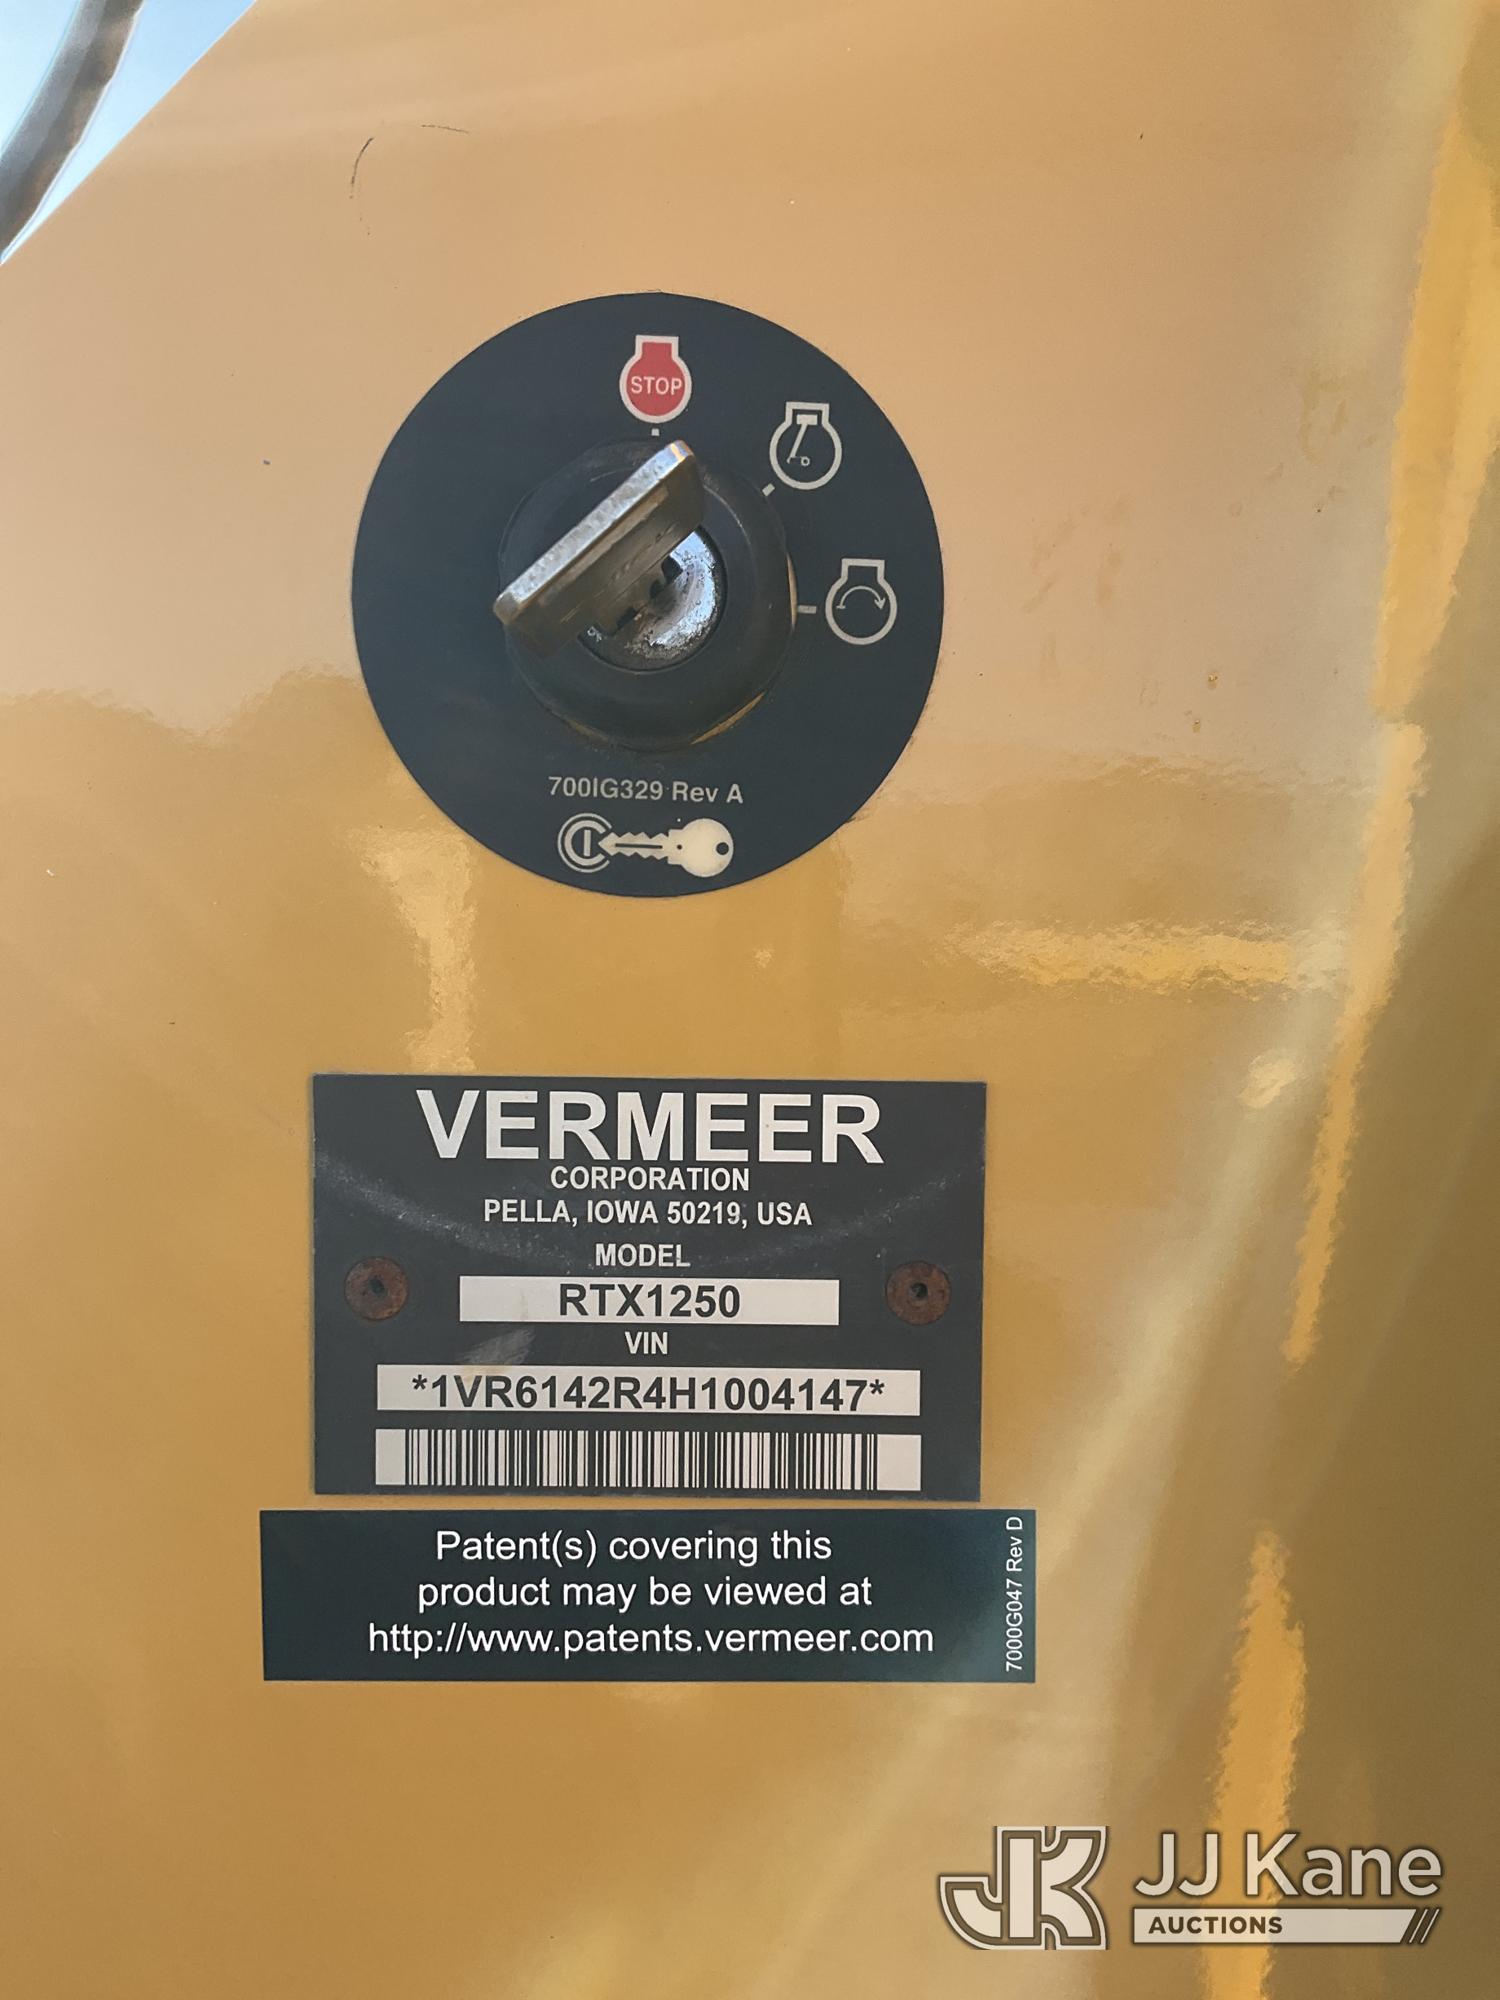 STOP
700IG329 Rev A
VERMEER
CORPORATION
PELLA, IOWA 50219, USA
MODEL
RTX1250
VIN
*1VR6142R4H1004147*
Patent(s) covering this
product may be viewed at
http://www.patents.vermeer.com
7000G047 Rev D
JK JJ Kane
AUCTIONS